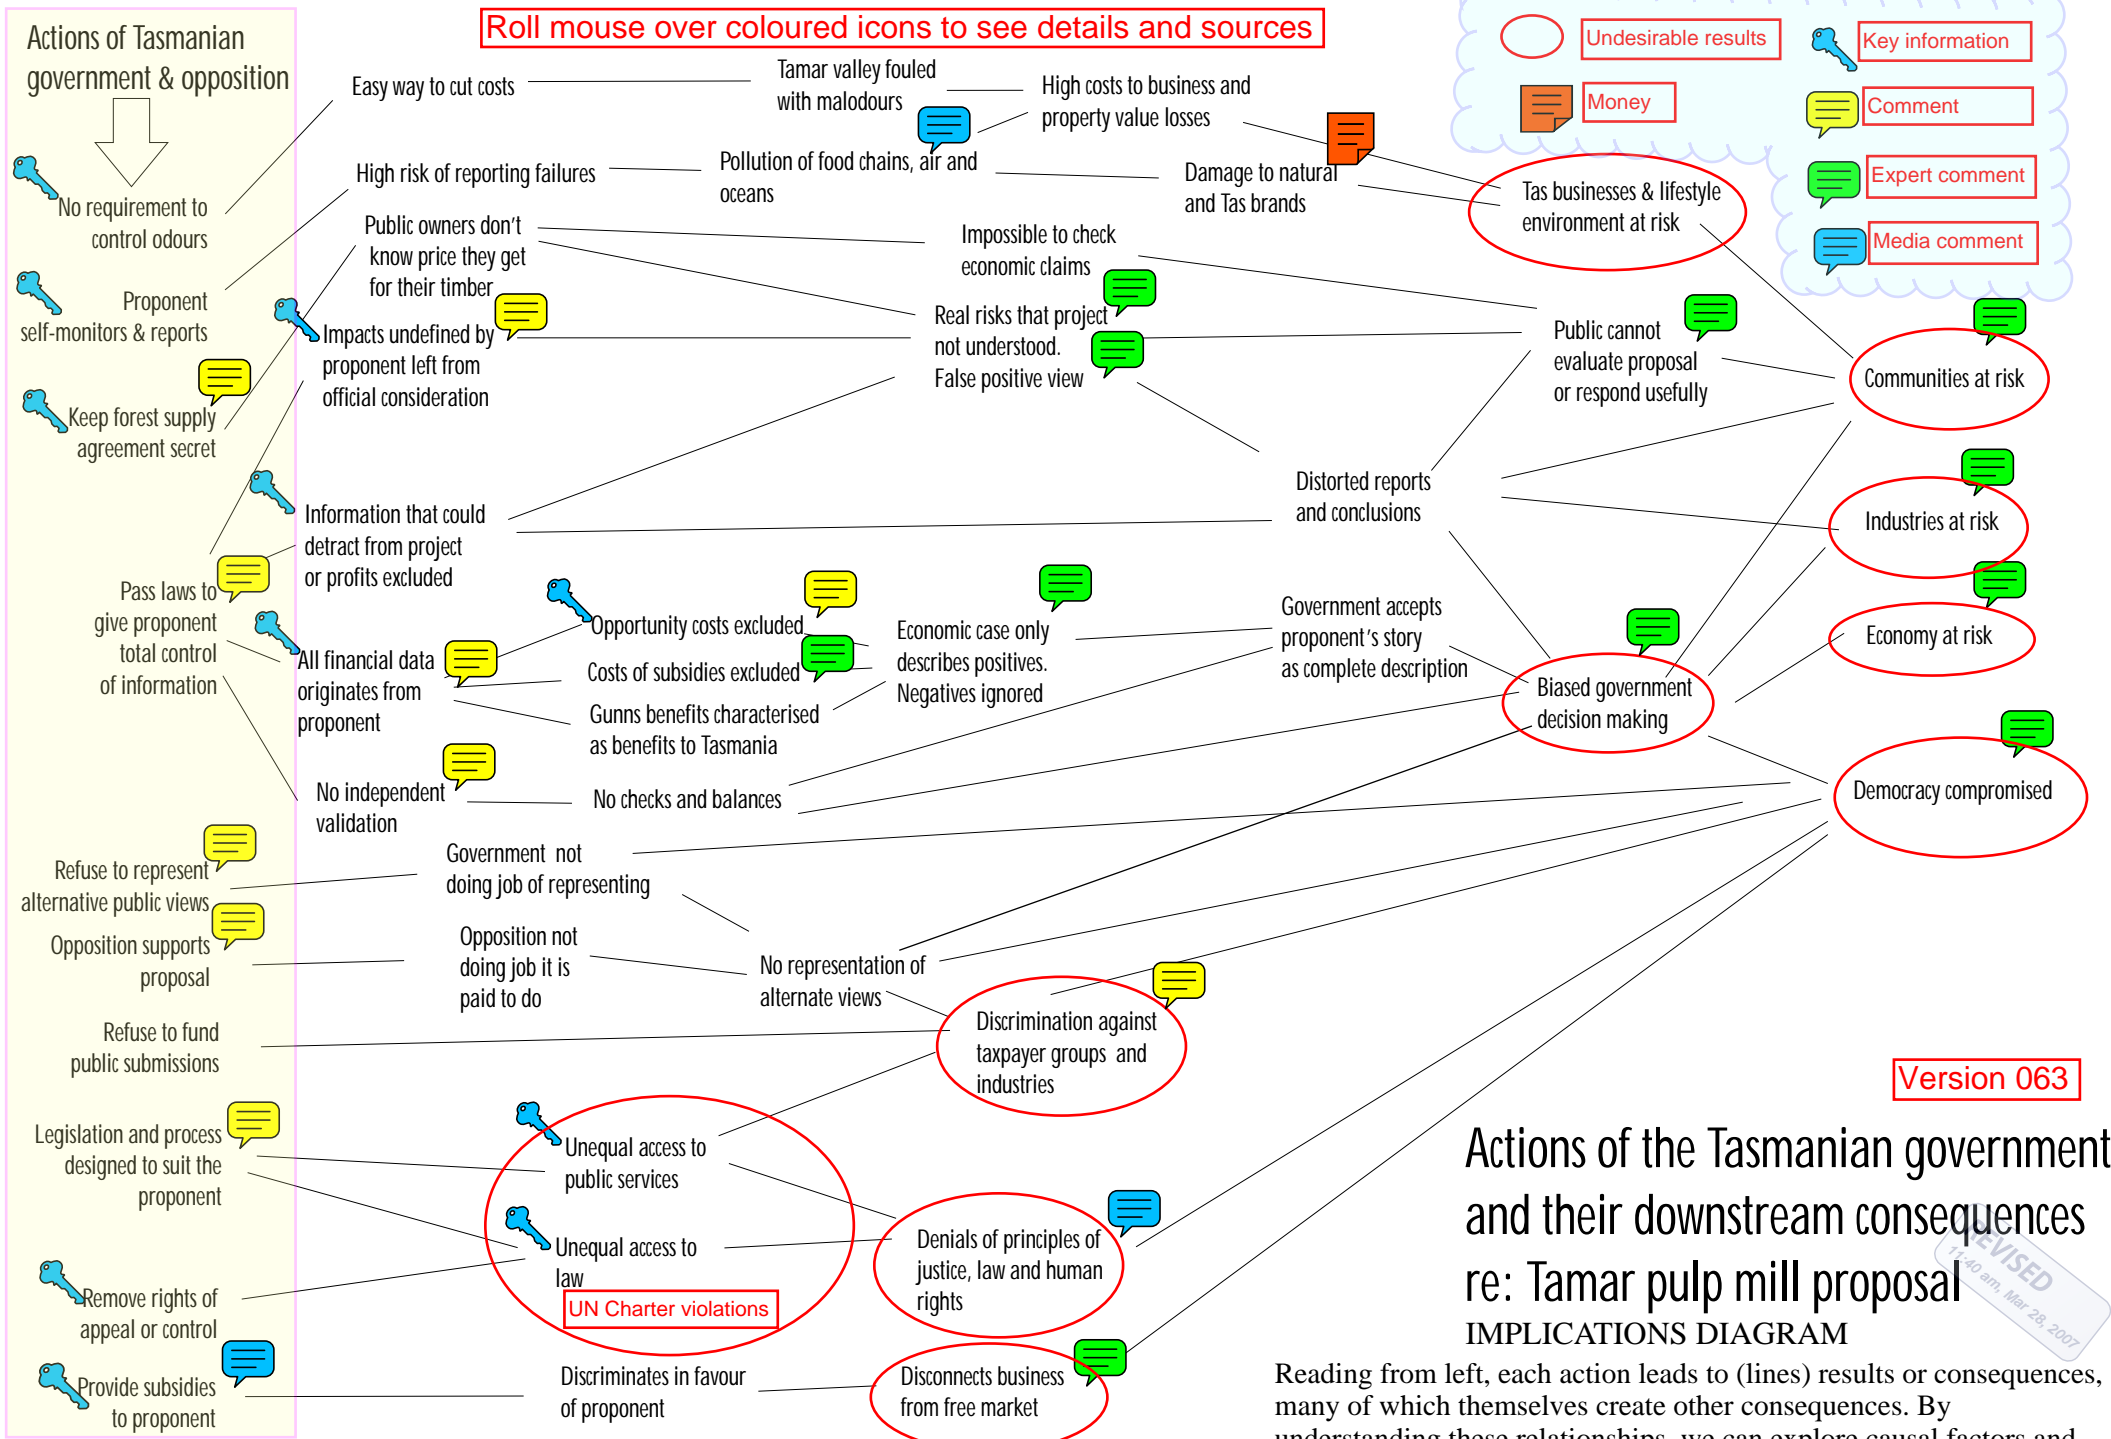 Roll mouse over coloured icons to see details and sources
Undesirable results
Key information
Money
Comment
Expert comment
Media comment
Actions of Tasmanian
government & opposition
No requirement to
control odours
Proponent
self-monitors & reports
Keep forest supply
agreement secret
Pass laws to
give proponent
total control
of information
Refuse to represent
alternative public views
Opposition supports
proposal
Refuse to fund
public submissions
Legislation and process
designed to suit the
proponent
Remove rights of
appeal or control
Provide subsidies
to proponent
Easy way to cut costs
Tamar valley fouled
with malodours
High costs to business and
property value losses
High risk of reporting failures
Pollution of food chains, air and
oceans
Damage to natural
and Tas brands
Tas businesses & lifestyle
environment at risk
Public owners don't
know price they get
for their timber
Impossible to check
economic claims
Impacts undefined by
proponent left from
official consideration
Real risks that project
not understood.
False positive view
Public cannot
evaluate proposal
or respond usefully
Communities at risk
Information that could
detract from project
or profits excluded
Distorted reports
and conclusions
Industries at risk
All financial data
originates from
proponent
Opportunity costs excluded
Costs of subsidies excluded
Gunns benefits characterised
as benefits to Tasmania
Economic case only
describes positives.
Negatives ignored
Government accepts
proponent's story
as complete description
Economy at risk
Biased government
decision making
No independent
validation
No checks and balances
Democracy compromised
Government not
doing job of representing
Opposition not
doing job it is
paid to do
No representation of
alternate views
Discrimination against
taxpayer groups and
industries
Unequal access to
public services
Unequal access to
law
UN Charter violations
Denials of principles of
justice, law and human
rights
Discriminates in favour
of proponent
Disconnects business
from free market
Version 063
Actions of the Tasmanian government
and their downstream consequences
re: Tamar pulp mill proposal
REVISED
11:40 am, Mar 28, 2007
IMPLICATIONS DIAGRAM
Reading from left, each action leads to (lines) results or consequences,
many of which themselves create other consequences. By
understanding these relationships, we can explore causal factors and